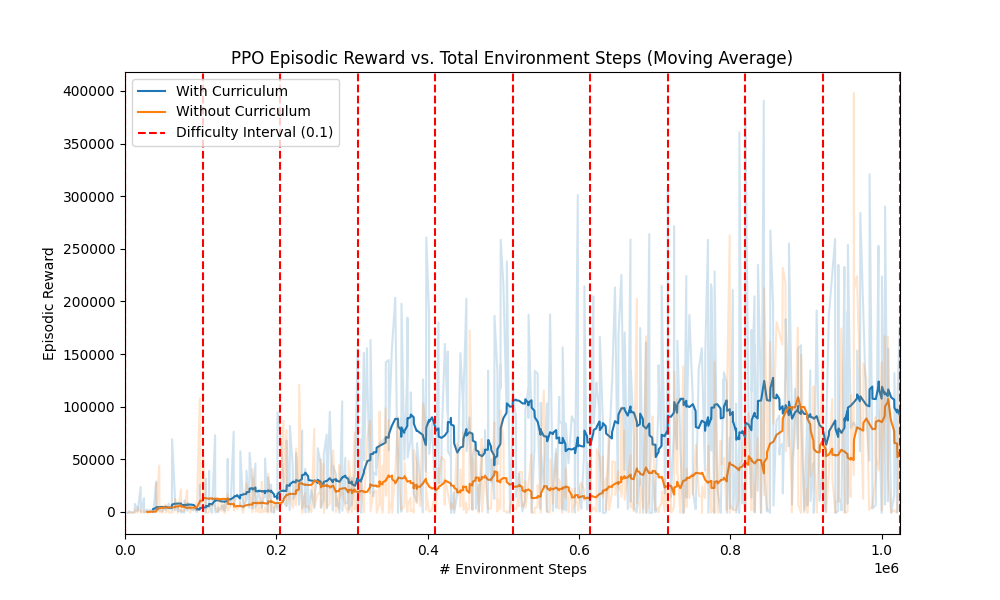 PPO Episodic Reward vs. Total Environment Steps (Moving Average)
With Curriculum
Without Curriculum
Difficulty Interval (0.1)
Episodic Reward
400000
350000
300000
250000
200000
150000
100000
50000
0
0.0 0.2 0.4 0.6 0.8 1.0
1e6
# Environment Steps